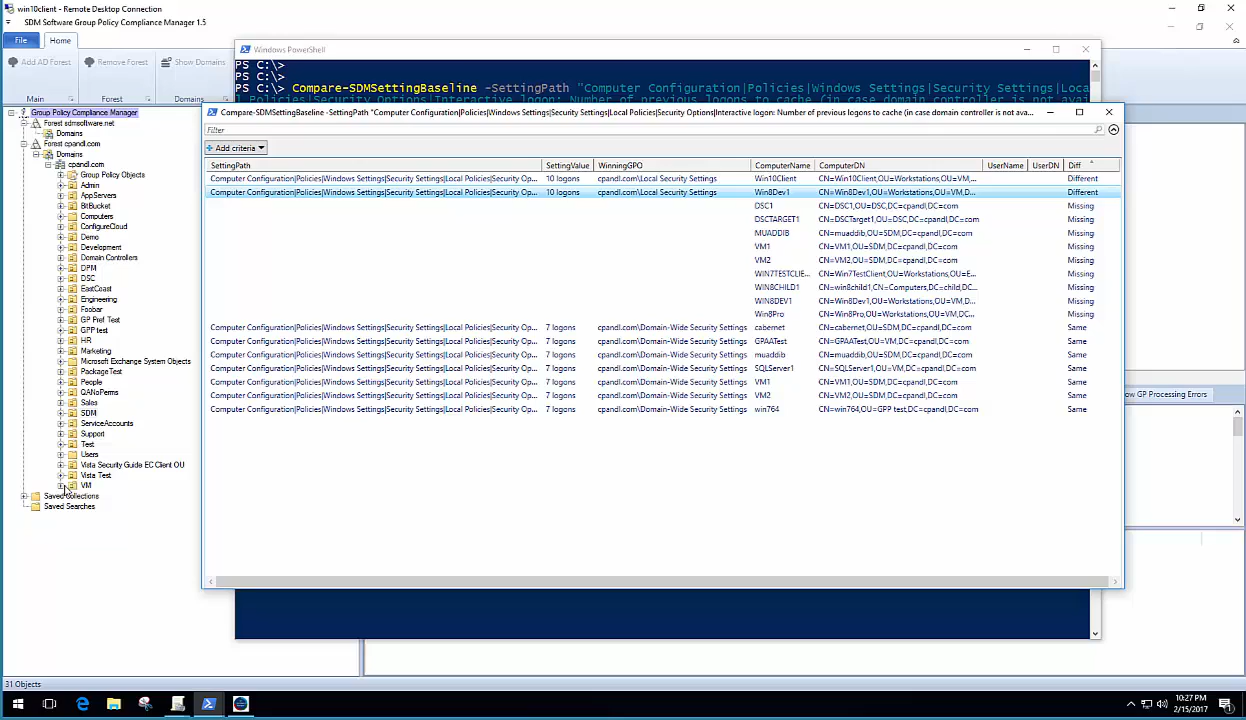 win10client - Remote Desktop Connection
SDM Software Group Policy Compliance Manager 1.5
File Home
Add AD Forest Remove Forest Show Domains
Main Forest Domains
Group Policy Compliance Manager
Forest sdmsoftware.net
Domains
Forest cpandl.com
Domains
cpandl.com
Group Policy Objects
Admin
AppServers
BitBucket
Computers
ConfigureCloud
Demo
Development
Domain Controllers
DPM
DSC
EastCoast
Engineering
Foobar
GP Pref Test
GPP test
HR
Marketing
Microsoft Exchange System Objects
PackageTest
People
QANoPerms
Sales
SDM
ServiceAccounts
Support
Test
Users
Vista Security Guide EC Client OU
Vista Test
VM
Saved Collections
Saved Searches
Windows PowerShell
PS C:\>
PS C:\>
PS C:\> Compare-SDMSettingBaseline -SettingPath "Computer Configuration|Policies|Windows Settings|Security Settings|Loca
l Policies|Security Options|Interactive logon: Number of previous logons to cache (in case domain controller is not avai
Compare-SDMSettingBaseline -SettingPath "Computer Configuration|Policies|Windows Settings|Security Settings|Local Policies|Security Options|Interactive logon: Number of previous logons to cache (in case domain controller is not ava...
Filter
Add criteria
SettingPath SettingValue WinningGPO ComputerName ComputerDN UserName UserDN Diff
Computer Configuration|Policies|Windows Settings|Security Settings|Local Policies|Security Op... 10 logons cpandl.com\Local Security Settings Win10Client CN=Win10Client,OU=Workstations,OU=VM,... Different
Computer Configuration|Policies|Windows Settings|Security Settings|Local Policies|Security Op... 10 logons cpandl.com\Local Security Settings Win8Dev1 CN=Win8Dev1,OU=Workstations,OU=VM,D... Different
DSC1 CN=DSC1,OU=DSC,DC=cpandl,DC=com Missing
DSCTARGET1 CN=DSCTarget1,OU=DSC,DC=cpandl,DC=com Missing
MUADDIB CN=muaddib,OU=SDM,DC=cpandl,DC=com Missing
VM1 CN=VM1,OU=SDM,DC=cpandl,DC=com Missing
VM2 CN=VM2,OU=SDM,DC=cpandl,DC=com Missing
WIN7TESTCLIE... CN=Win7TestClient,OU=Workstations,OU=E... Missing
WIN8CHILD1 CN=win8child1,CN=Computers,DC=child,D... Missing
WIN8DEV1 CN=Win8Dev1,OU=Workstations,OU=VM,D... Missing
Win8Pro CN=Win8Pro,OU=Workstations,OU=VM,DC=... Missing
Computer Configuration|Policies|Windows Settings|Security Settings|Local Policies|Security Op... 7 logons cpandl.com\Domain-Wide Security Settings cabernet CN=cabernet,OU=SDM,DC=cpandl,DC=com Same
Computer Configuration|Policies|Windows Settings|Security Settings|Local Policies|Security Op... 7 logons cpandl.com\Domain-Wide Security Settings GPAATest CN=GPAATest,OU=VM,DC=cpandl,DC=com Same
Computer Configuration|Policies|Windows Settings|Security Settings|Local Policies|Security Op... 7 logons cpandl.com\Domain-Wide Security Settings muaddib CN=muaddib,OU=SDM,DC=cpandl,DC=com Same
Computer Configuration|Policies|Windows Settings|Security Settings|Local Policies|Security Op... 7 logons cpandl.com\Domain-Wide Security Settings SQLServer1 CN=SQLServer1,OU=VM,DC=cpandl,DC=com Same
Computer Configuration|Policies|Windows Settings|Security Settings|Local Policies|Security Op... 7 logons cpandl.com\Domain-Wide Security Settings VM1 CN=VM1,OU=SDM,DC=cpandl,DC=com Same
Computer Configuration|Policies|Windows Settings|Security Settings|Local Policies|Security Op... 7 logons cpandl.com\Domain-Wide Security Settings VM2 CN=VM2,OU=SDM,DC=cpandl,DC=com Same
Computer Configuration|Policies|Windows Settings|Security Settings|Local Policies|Security Op... 7 logons cpandl.com\Domain-Wide Security Settings win764 CN=win764,OU=GPP test,DC=cpandl,DC=com Same
ow GP Processing Errors
31 Objects
10:27 PM
2/15/2017